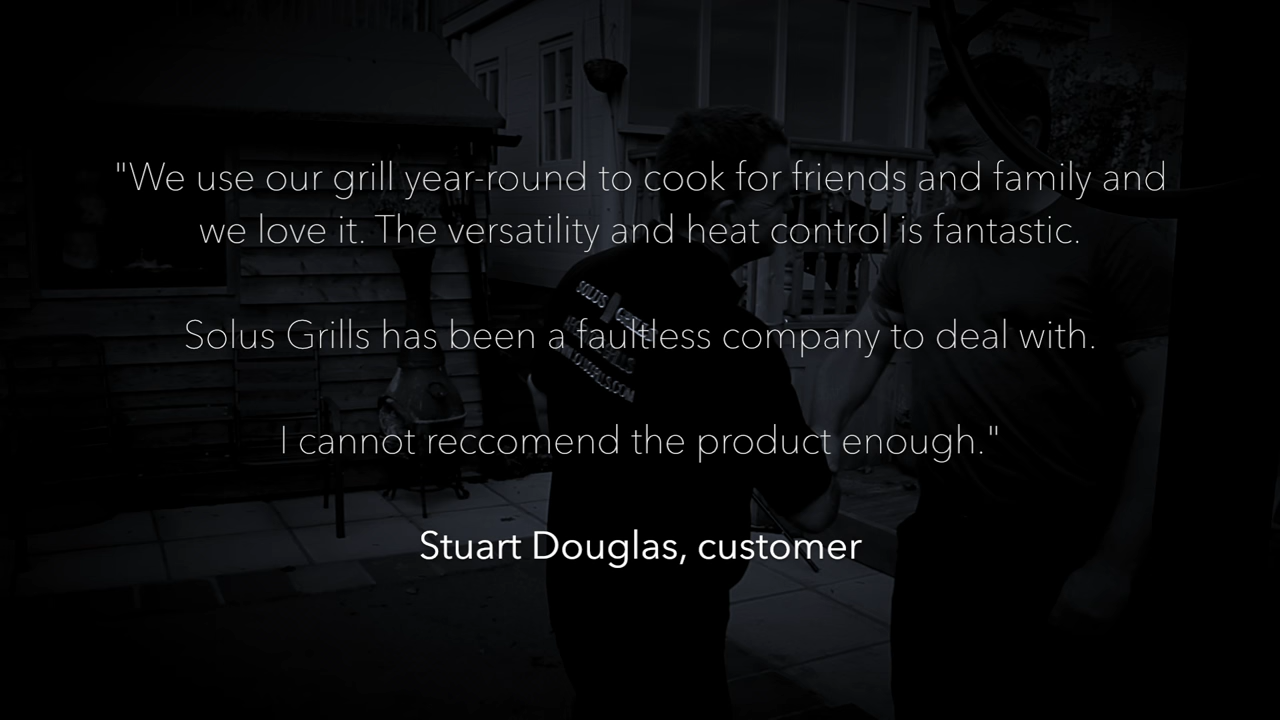 "We use our grill year-round to cook for friends and family and
we love it. The versatility and heat control is fantastic.
Solus Grills has been a faultless company to deal with.
I cannot reccomend the product enough."
Stuart Douglas, customer
SOLUS